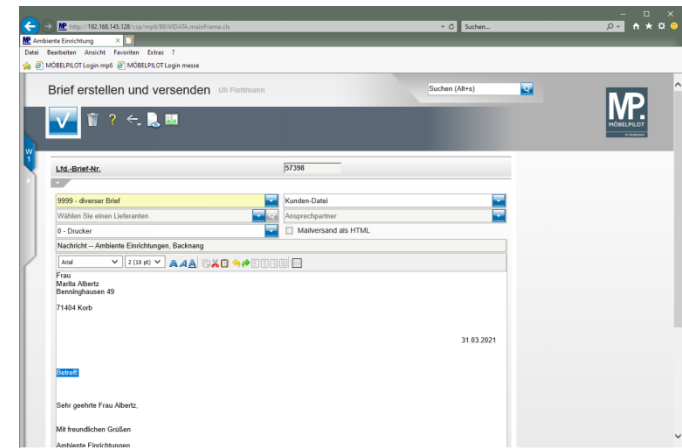 http://192.168.145.128/csp/mp6/BEWIDATA.mainFrame.cls
Suchen...
Ambiente Einrichtung
Datei Bearbeiten Ansicht Favoriten Extras ?
MÖBELPILOT Login mp6 MÖBELPILOT Login messe
Brief erstellen und versenden Uli Flottmann
Suchen (Alt+s)
MP.
MÖBELPILOT
W
1
Lfd.-Brief-Nr. 57398
9999 - diverser Brief
Kunden-Datei
Wählen Sie einen Lieferanten
Ansprechpartner
0 - Drucker
Mailversand als HTML
Nachricht -- Ambiente Einrichtungen, Backnang
Arial 2 (10 pt)
Frau
Marita Albertz
Benninghausen 49
71404 Korb
31.03.2021
Betreff:
Sehr geehrte Frau Albertz,
Mit freundlichen Grüßen
Ambiente Einrichtungen